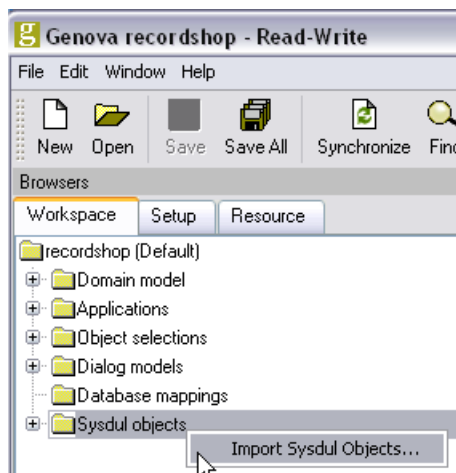 g Genova recordshop - Read-Write
File Edit Window Help
New Open Save Save All Synchronize Find
Browsers
Workspace Setup Resource
recordshop (Default)
Domain model
Applications
Object selections
Dialog models
Database mappings
Sysdul objects
Import Sysdul Objects...